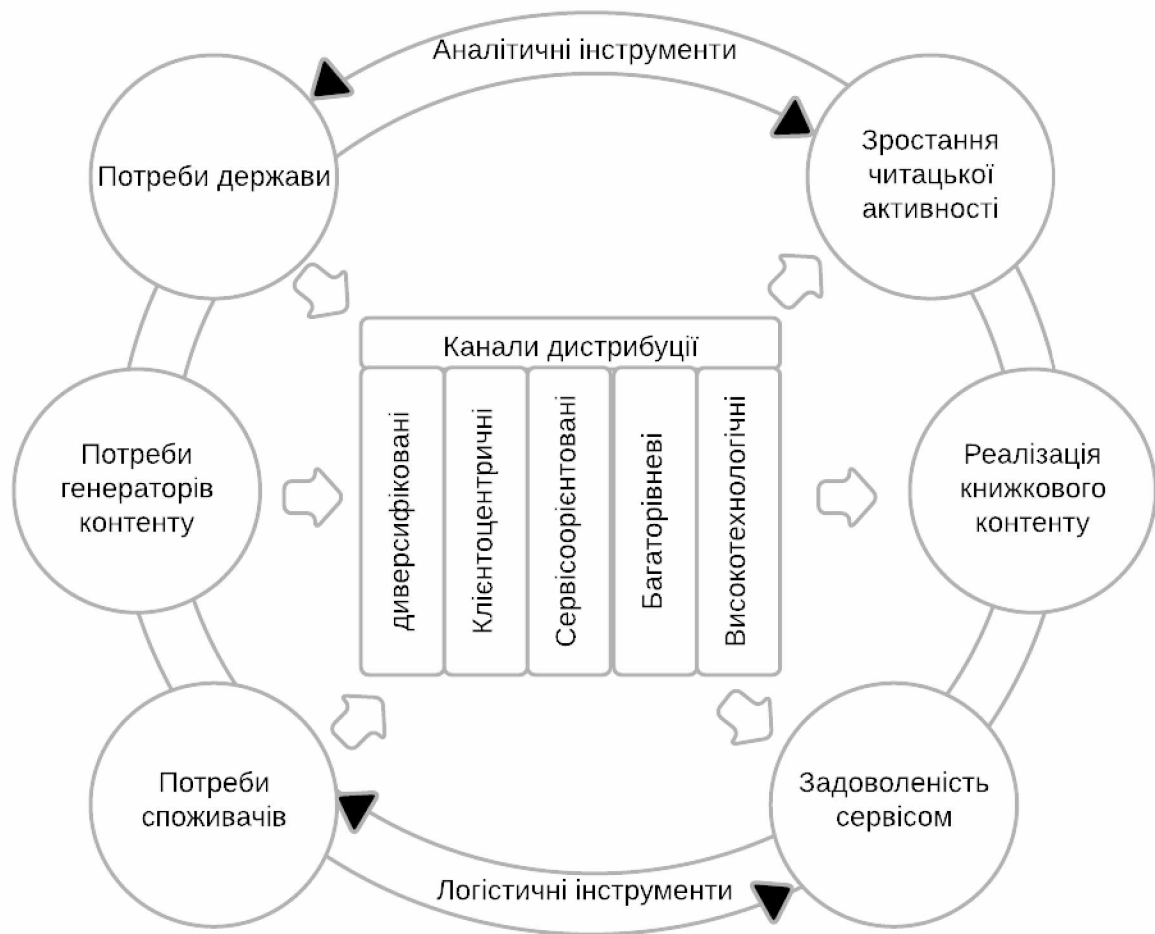 Аналітичні інструменти
Потреби держави
Зростання
читацької
активності
Канали дистрибуції
диверсифіковані
Клієнтоцентричні
Сервісоорієнтовані
Багаторівневі
Високотехнологічні
Потреби
генераторів
контенту
Реалізація
книжкового
контенту
Потреби
споживачів
Задоволеність
сервісом
Логістичні інструменти